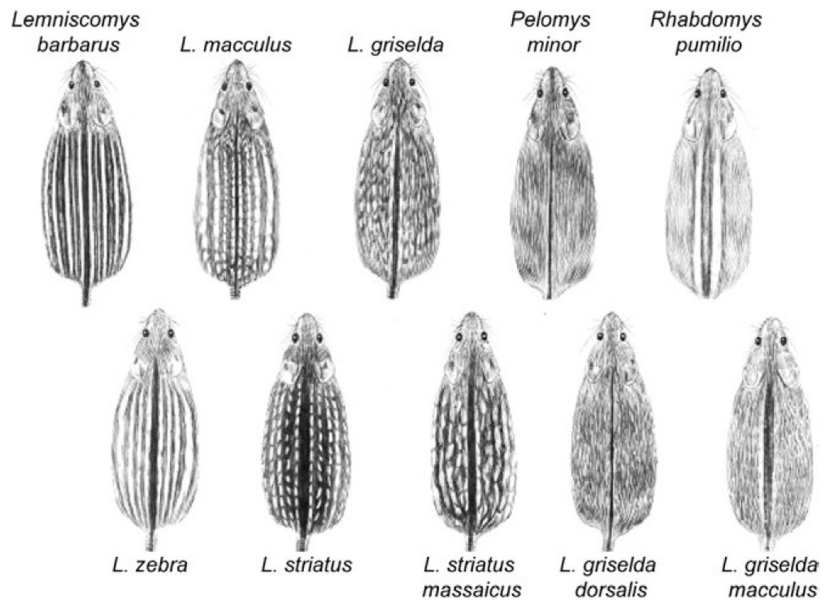 Lemniscomys
barbarus
L. macculus
L. griselda
Pelomys
minor
Rhabdomys
pumilio
L. zebra
L. striatus
L. striatus
massaicus
L. griselda
dorsalis
L. griselda
macculus